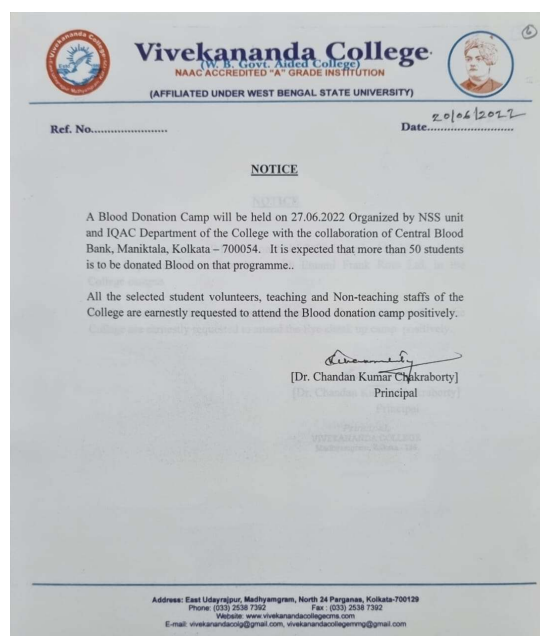 6
Vivekananda College
(W. B. Govt. Aided College)
NAAC ACCREDITED "A" GRADE INSTITUTION
(AFFILIATED UNDER WEST BENGAL STATE UNIVERSITY)
20/06/2022
Ref. No.......................
Date..........................
NOTICE
A Blood Donation Camp will be held on 27.06.2022 Organized by NSS unit
and IQAC Department of the College with the collaboration of Central Blood
Bank, Maniktala, Kolkata – 700054. It is expected that more than 50 students
is to be donated Blood on that programme..
All the selected student volunteers, teaching and Non-teaching staffs of the
College are earnestly requested to attend the Blood donation camp positively.
[Dr. Chandan Kumar Chakraborty]
Principal
Address: East Udayrajpur, Madhyamgram, North 24 Parganas, Kolkata-700129
Phone: (033) 2538 7392 Fax : (033) 2538 7392
Website: www.vivekanandacollegecms.com
E-mail: vivekanandacolg@gmail.com, vivekanandacollegemmg@gmail.com